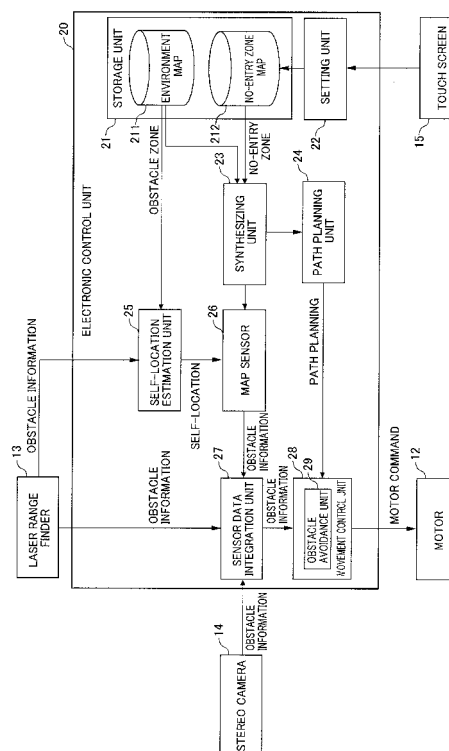 20
ELECTRONIC CONTROL UNIT
STORAGE UNIT
21
211
ENVIRONMENT
MAP
212
NO-ENTRY ZONE
MAP
22
SETTING UNIT
15
TOUCH SCREEN
OBSTACLE ZONE
NO-ENTRY
ZONE
23
SYNTHESIZING
UNIT
24
PATH PLANNING
UNIT
PATH PLANNING
OBSTACLE INFORMATION
25
SELF-LOCATION
ESTIMATION UNIT
SELF-LOCATION
26
MAP SENSOR
OBSTACLE
INFORMATION
13
LASER RANGE
FINDER
OBSTACLE
INFORMATION
27
SENSOR DATA
INTEGRATION UNIT
OBSTACLE
INFORMATION
28
29
OBSTACLE
AVOIDANCE UNIT
MOVEMENT CONTROL UNIT
MOTOR COMMAND
12
MOTOR
14
STEREO CAMERA
OBSTACLE
INFORMATION